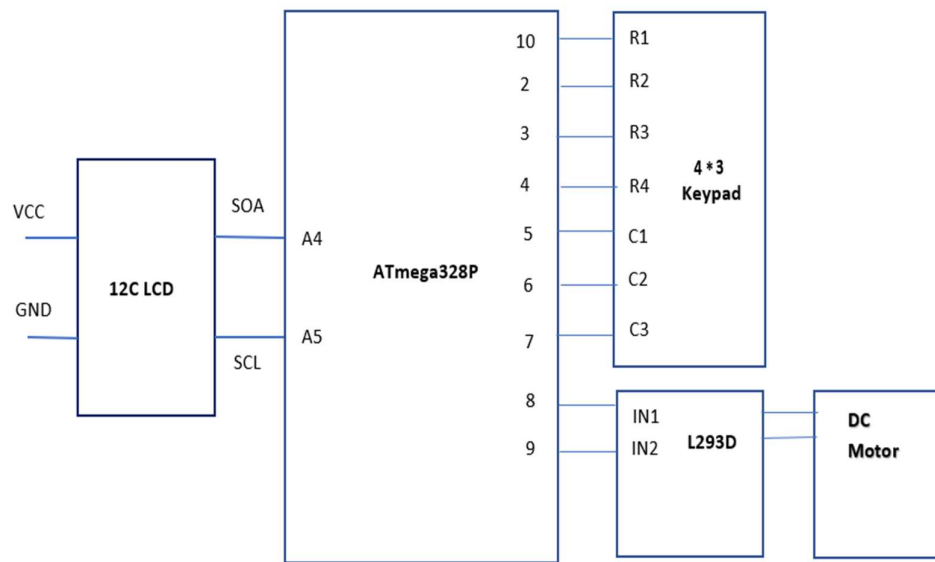 VCC
GND
12C LCD
SOA
SCL
A4
A5
ATmega328P
10
2
3
4
5
6
7
8
9
R1
R2
R3
R4
C1
C2
C3
4 * 3
Keypad
IN1
IN2
L293D
DC
Motor